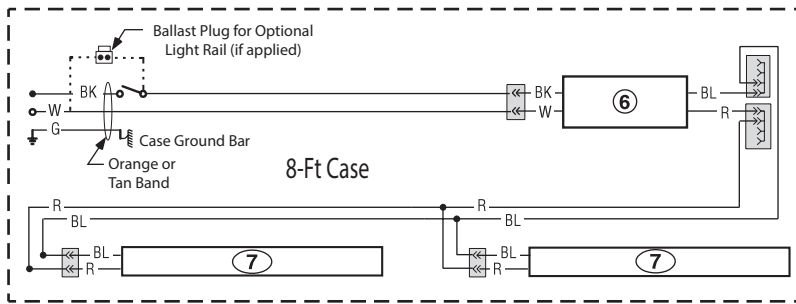 Ballast Plug for Optional
Light Rail (if applied)
BK
BK
6
BL
W
W
R
G
Case Ground Bar
Orange or
Tan Band
8-Ft Case
R
R
BL
BL
BL
7
BL
7
R
R